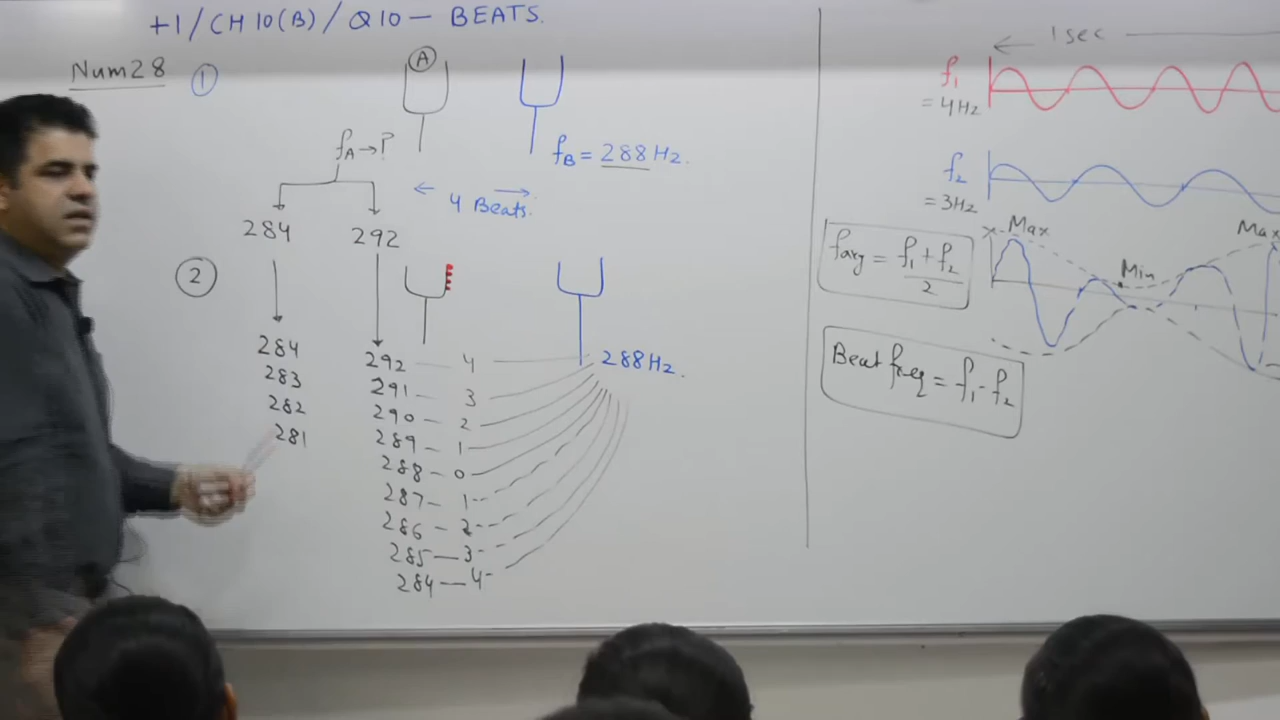 +1/CH10(B)/Q10 — BEATS.
Num28 ①
A
fA → ?
fB = 288 Hz.
← 4 Beats. →
284 292
②
284
283
282
281
292 — 4 288 Hz.
291 — 3
290 — 2
289 — 1
288 — 0
287 — 1
286 — 2
285 — 3
284 — 4
← 1 sec
f1 = 4Hz
f2 = 3Hz
Max Min Max
favg = f1 + f2 / 2
Beat freq = f1 - f2